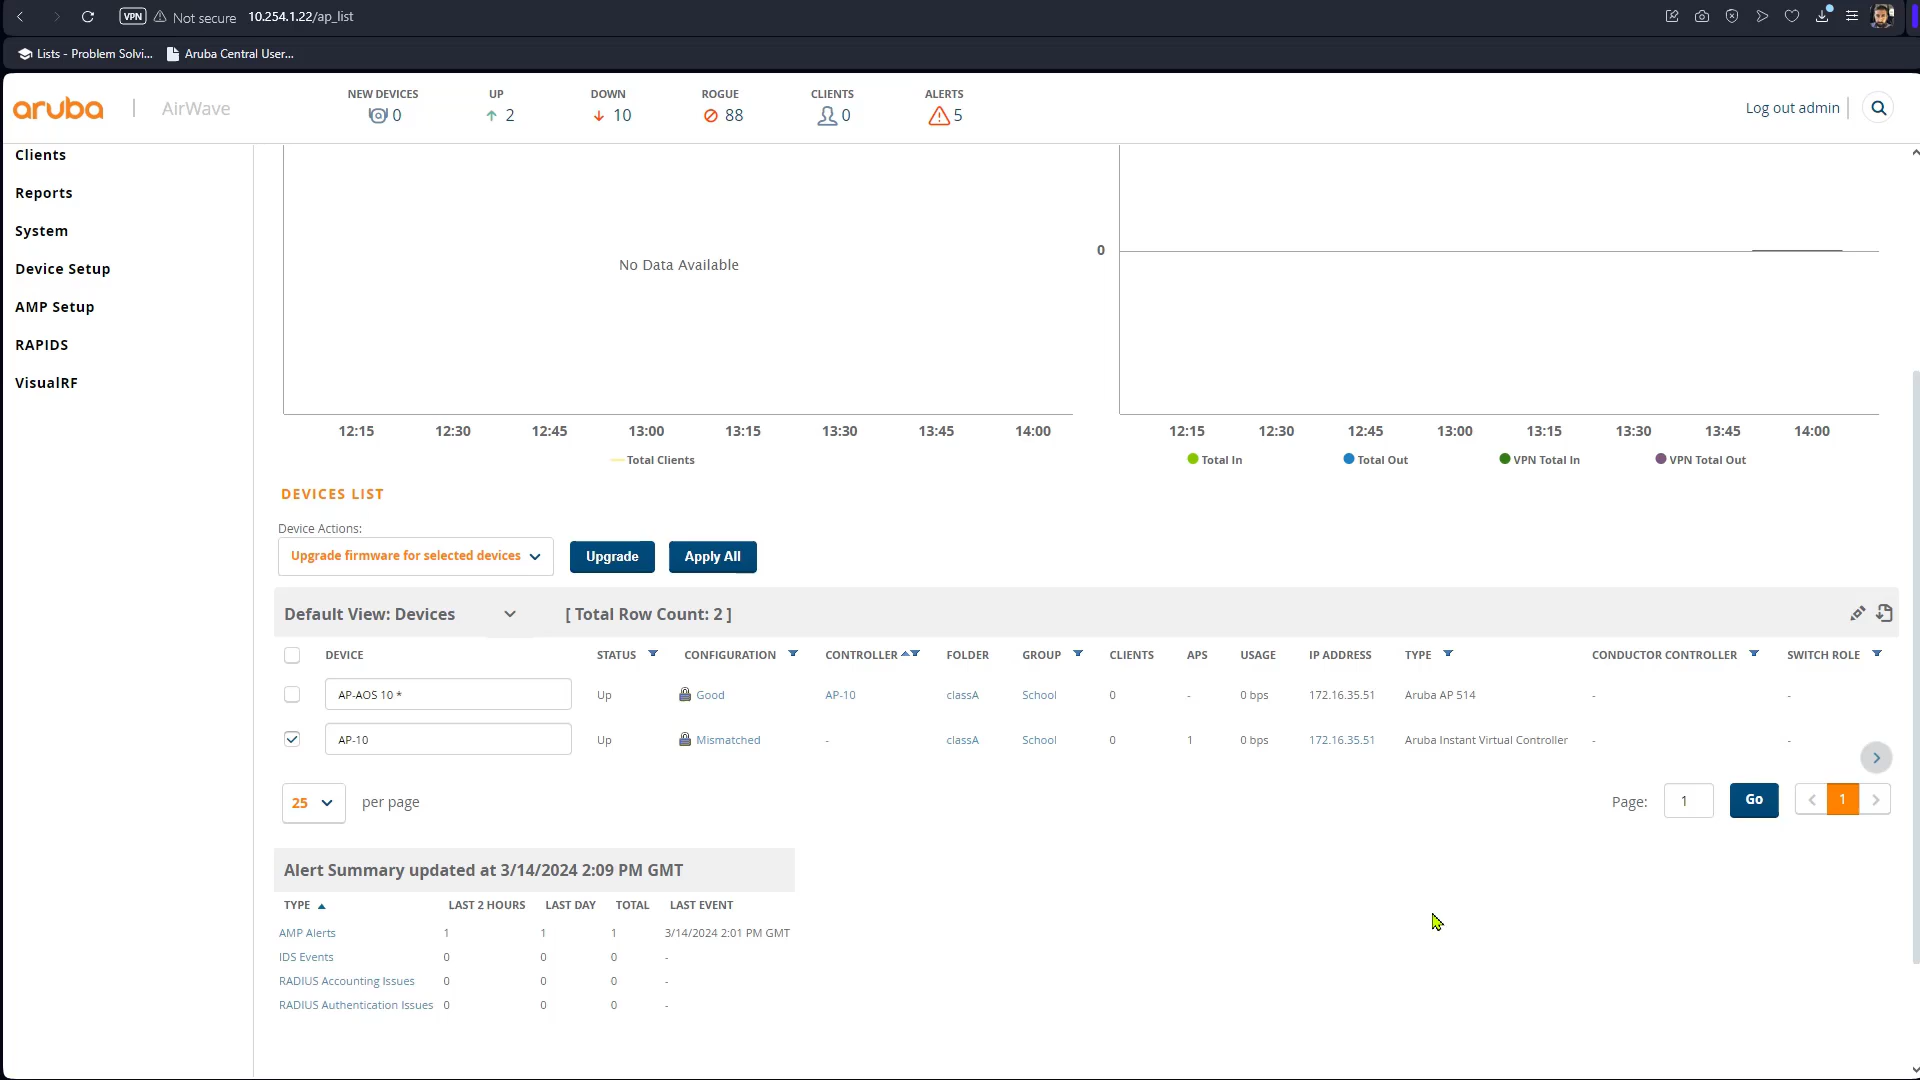 VPN Not secure 10.254.1.22/ap_list
Lists - Problem Solvi... Aruba Central User...
aruba | AirWave
NEW DEVICES UP DOWN ROGUE CLIENTS ALERTS
0 2 10 88 0 5
Log out admin
Clients
Reports
System
Device Setup
AMP Setup
RAPIDS
VisualRF
No Data Available
0
12:15 12:30 12:45 13:00 13:15 13:30 13:45 14:00
Total Clients
12:15 12:30 12:45 13:00 13:15 13:30 13:45 14:00
Total In Total Out VPN Total In VPN Total Out
DEVICES LIST
Device Actions:
Upgrade firmware for selected devices Upgrade Apply All
Default View: Devices [ Total Row Count: 2 ]
DEVICE STATUS CONFIGURATION CONTROLLER FOLDER GROUP CLIENTS APS USAGE IP ADDRESS TYPE CONDUCTOR CONTROLLER SWITCH ROLE
AP-AOS 10 * Up Good AP-10 classA School 0 - 0 bps 172.16.35.51 Aruba AP 514 - -
AP-10 Up Mismatched - classA School 0 1 0 bps 172.16.35.51 Aruba Instant Virtual Controller - -
25 per page Page: 1 Go 1
Alert Summary updated at 3/14/2024 2:09 PM GMT
TYPE LAST 2 HOURS LAST DAY TOTAL LAST EVENT
AMP Alerts 1 1 1 3/14/2024 2:01 PM GMT
IDS Events 0 0 0 -
RADIUS Accounting Issues 0 0 0 -
RADIUS Authentication Issues 0 0 0 -